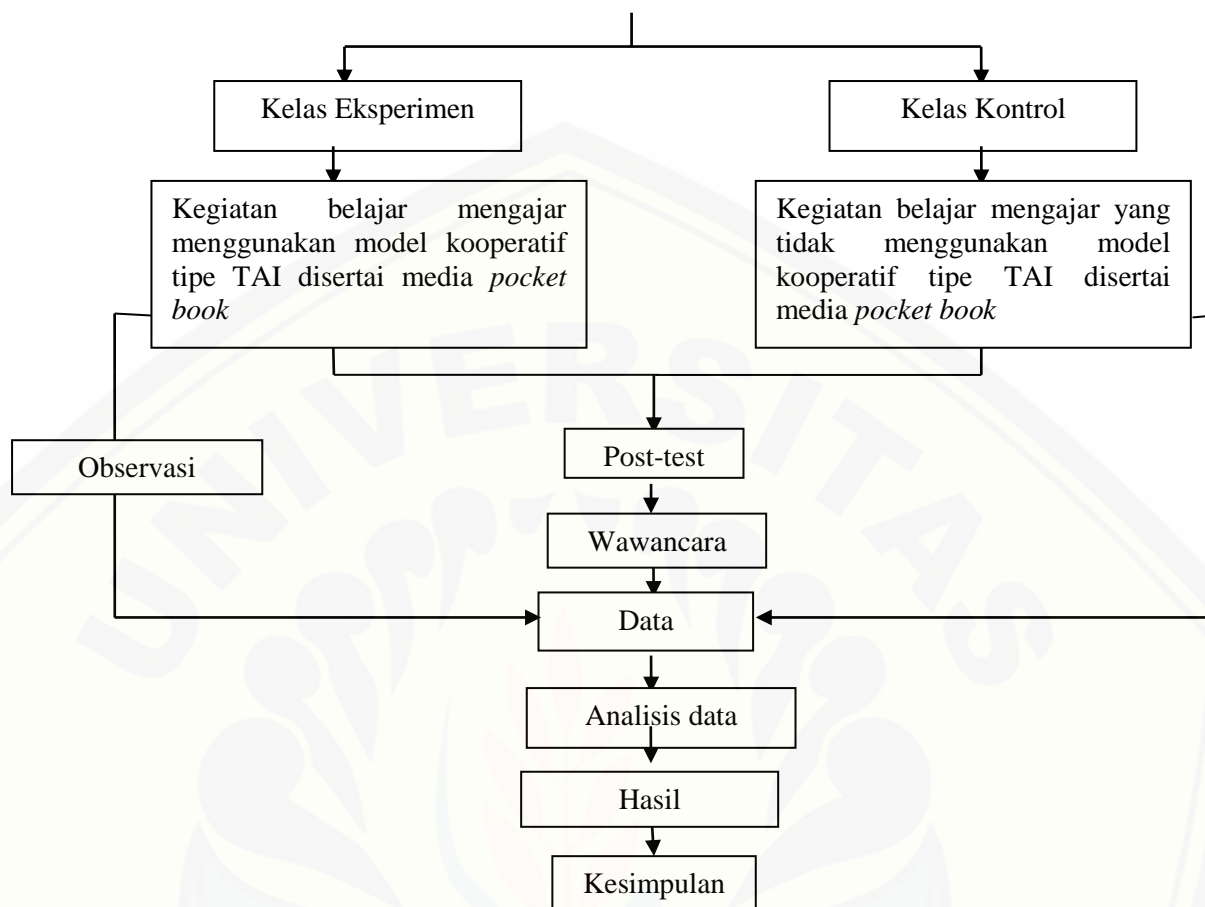 Kelas Eksperimen
Kelas Kontrol
Kegiatan belajar mengajar
menggunakan model kooperatif
tipe TAI disertai media pocket
book
Kegiatan belajar mengajar yang
tidak menggunakan model
kooperatif tipe TAI disertai
media pocket book
Observasi
Post-test
Wawancara
Data
Analisis data
Hasil
Kesimpulan
UNIVERSITAS